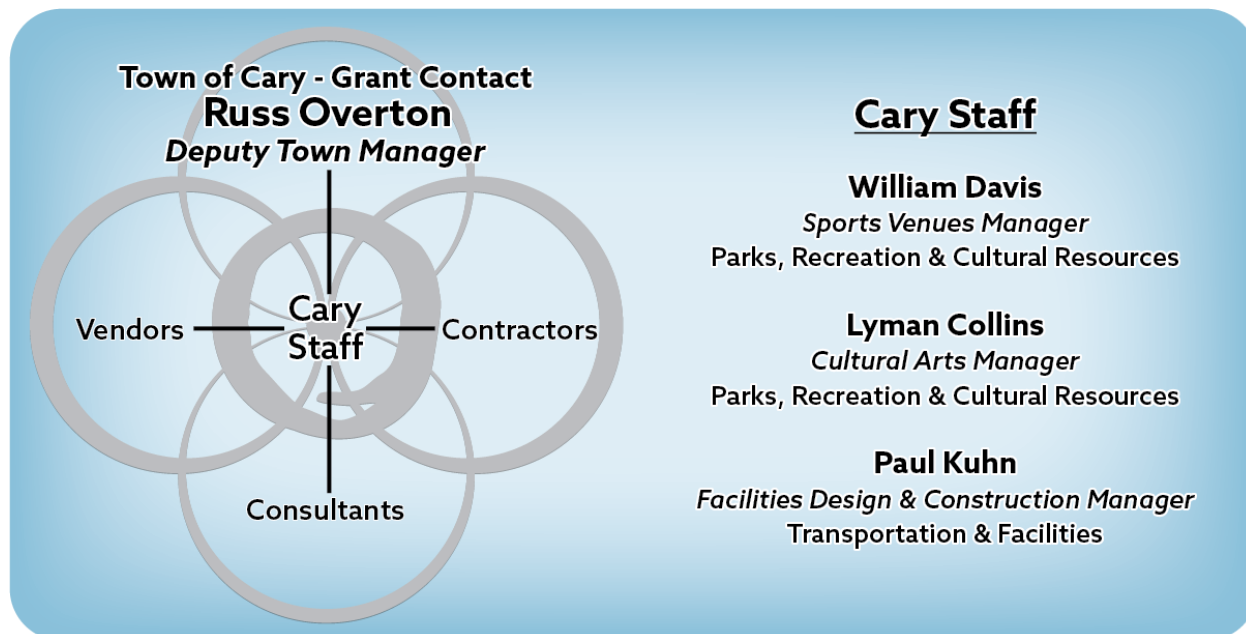 Town of Cary - Grant Contact
Russ Overton
Deputy Town Manager
Vendors
Cary
Staff
Contractors
Consultants
Cary Staff
William Davis
Sports Venues Manager
Parks, Recreation & Cultural Resources
Lyman Collins
Cultural Arts Manager
Parks, Recreation & Cultural Resources
Paul Kuhn
Facilities Design & Construction Manager
Transportation & Facilities